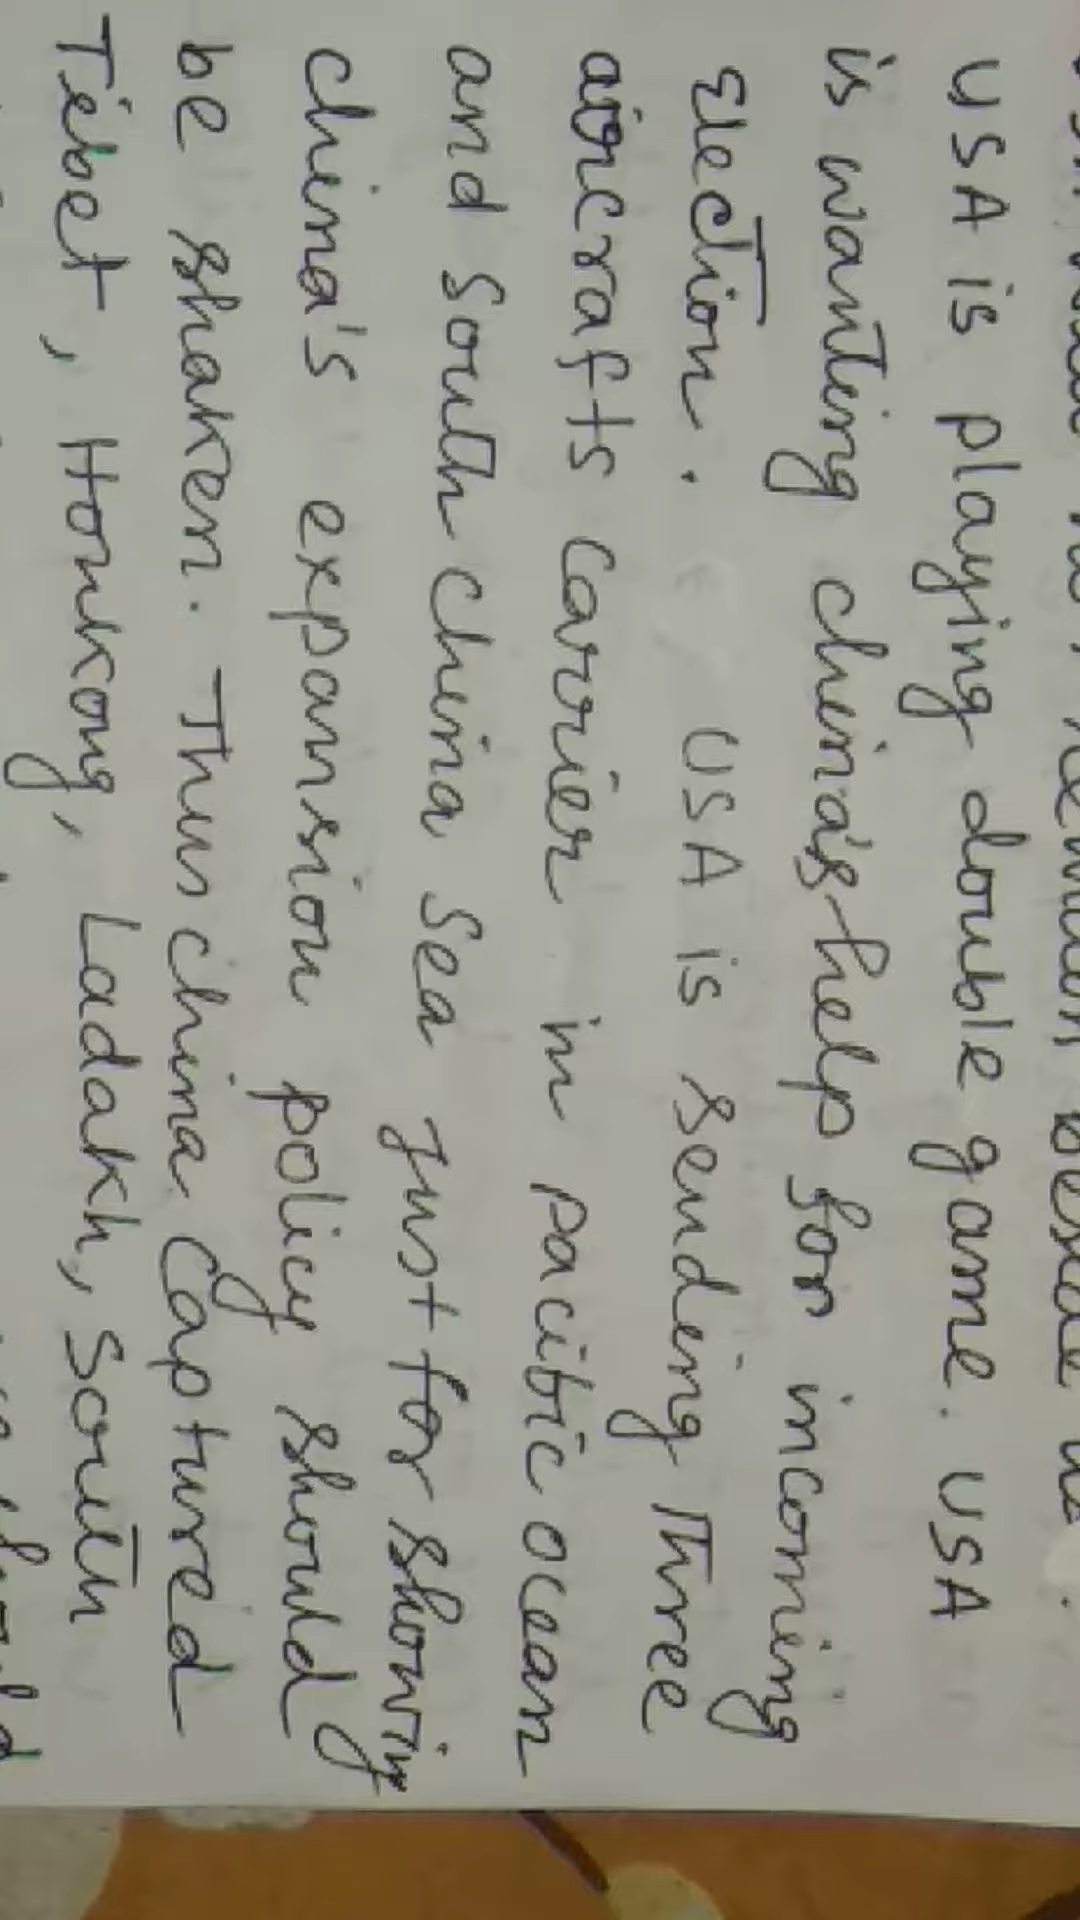 USA is playing double game. USA
is wanting china's help for incoming
Election. USA is sending Three
aircrafts carrier in pacific ocean
and South China Sea just for showing
china's expansion policy should
be shaken. Thus china captured
Tibet, Honkong, Ladakh, South